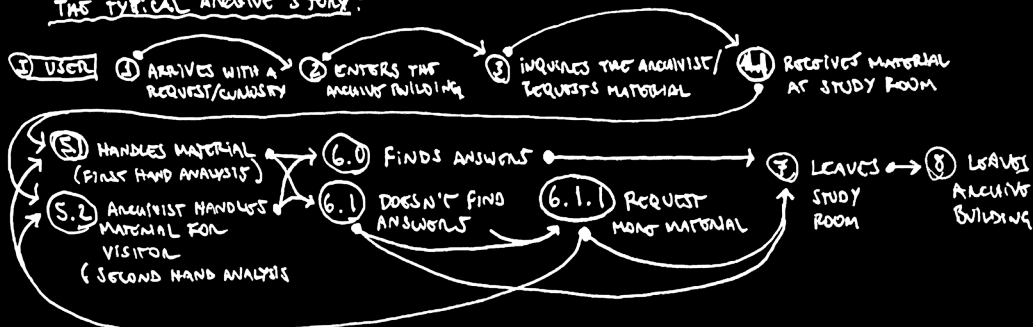 THE TYPICAL ARCHIVE STORY.
I USER
1 ARRIVES WITH A
REQUEST/CURIOSITY
2 ENTERS THE
ARCHIVE BUILDING
3 INQUIRES THE ARCHIVIST/
REQUESTS MATERIAL
4 RECEIVES MATERIAL
AT STUDY ROOM
5.1 HANDLES MATERIAL
(FIRST HAND ANALYSIS)
5.2 ARCHIVIST HANDLES
MATERIAL FOR
VISITOR
(SECOND HAND ANALYSIS
6.0 FINDS ANSWERS
6.1 DOESN'T FIND
ANSWERS
6.1.1 REQUEST
MORE MATERIAL
7 LEAVES
STUDY
ROOM
8 LEAVES
ARCHIVE
BUILDING